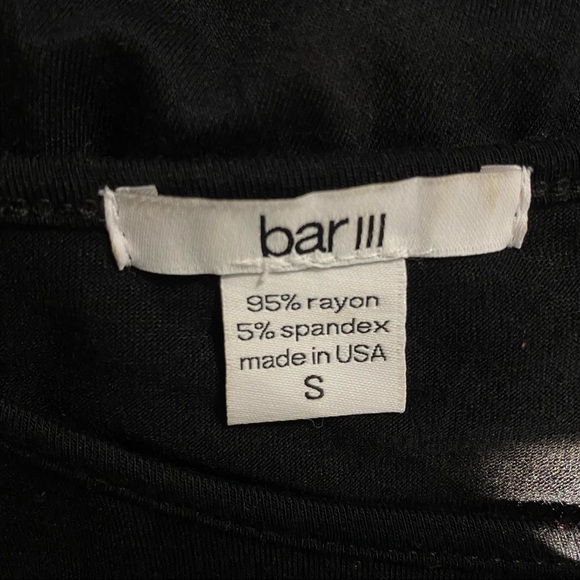 bar III
95% rayon
5% spandex
made in USA
S